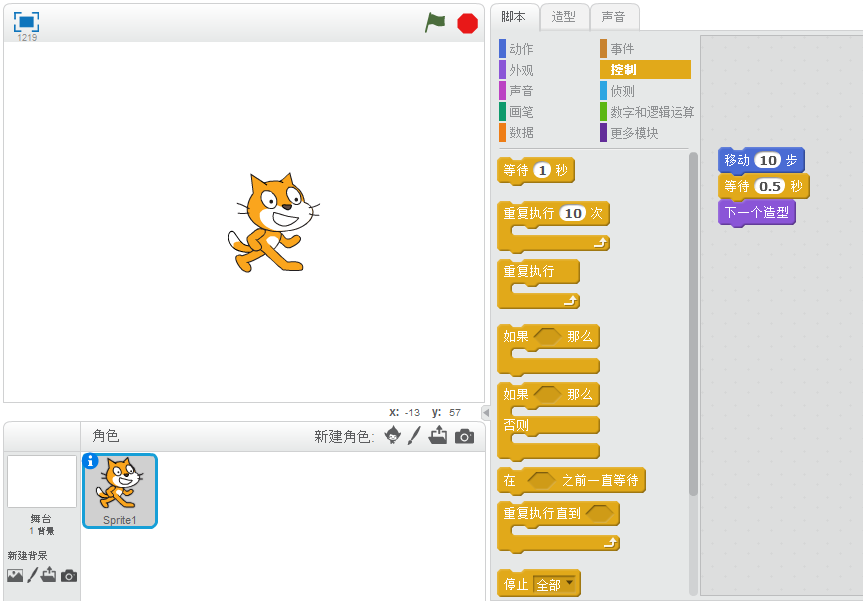 脚本 造型 声音
1219
动作 事件
外观 控制
声音 侦测
画笔 数字和逻辑运算
数据 更多模块
等待 1 秒
重复执行 10 次
重复执行
如果 那么
如果 那么
否则
在 之前一直等待
重复执行直到
停止 全部
移动 10 步
等待 0.5 秒
下一个造型
x: -13 y: 57
角色 新建角色:
Sprite1
舞台
1 背景
新建背景